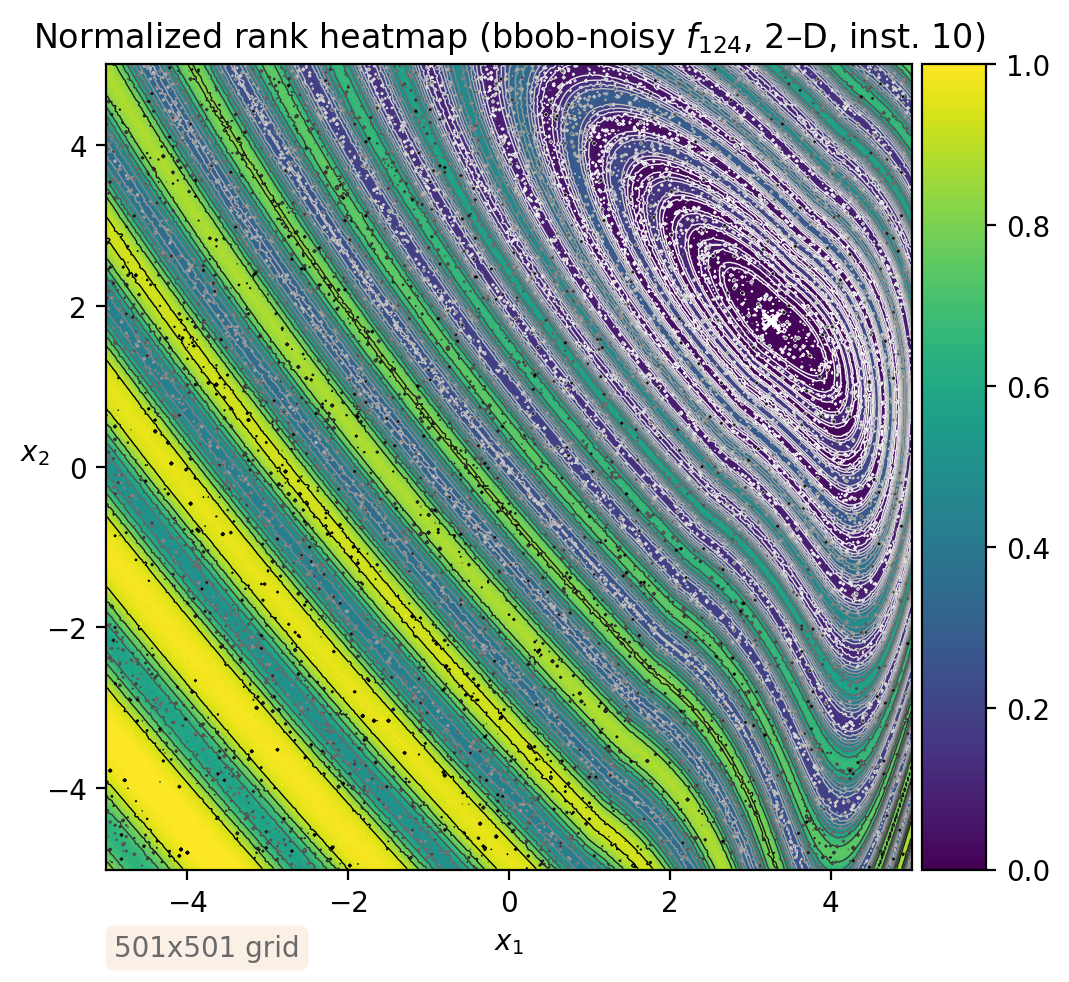 Normalized rank heatmap (bbob-noisy f₁₂₄, 2–D, inst. 10)
1.0
0.8
0.6
0.4
0.2
0.0
4
2
0
−2
−4
x₂
−4 −2 0 2 4
x₁
501x501 grid